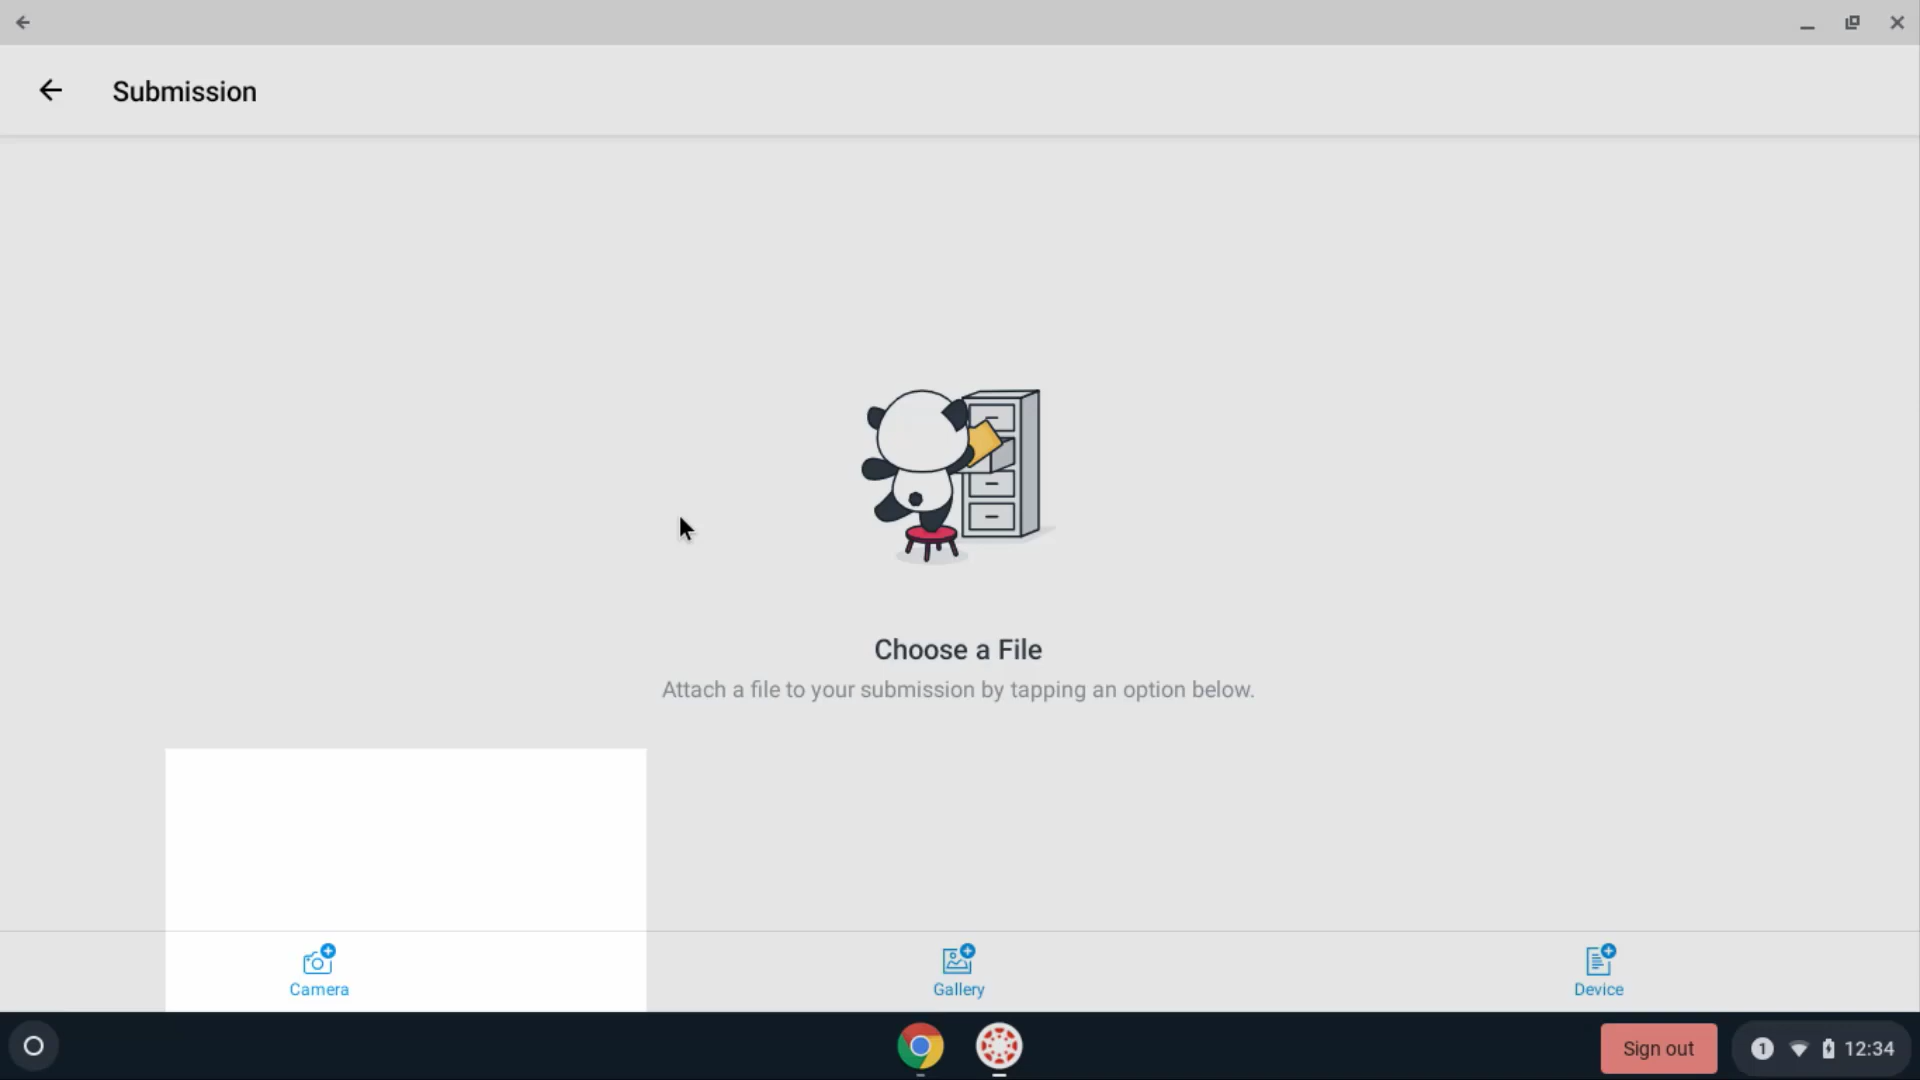 Submission
Choose a File
Attach a file to your submission by tapping an option below.
Camera
Gallery
Device
Sign out
1
12:34